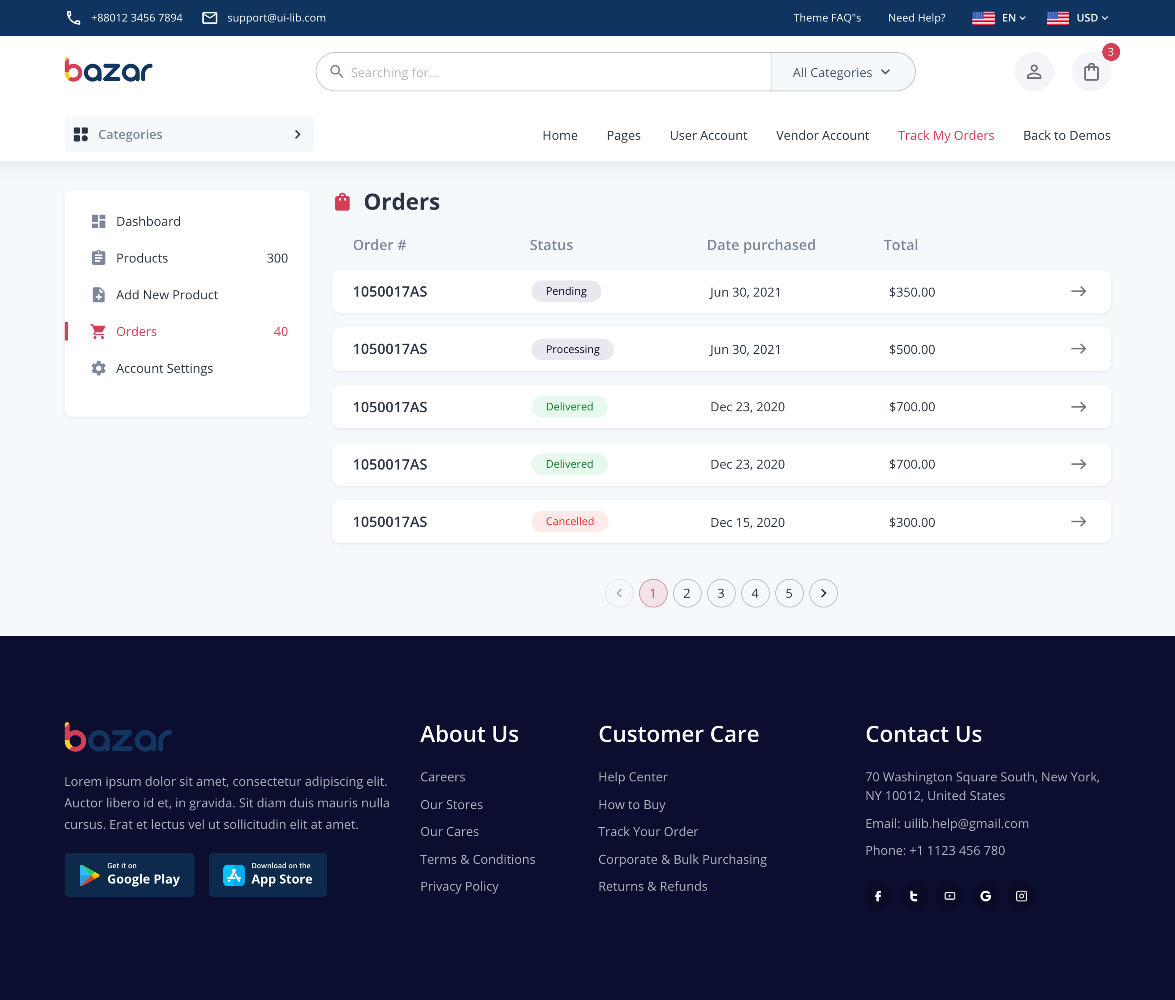 +88012 3456 7894
support@ui-lib.com
Theme FAQ"s
Need Help?
EN
USD
bazar
Searching for...
All Categories
3
Categories
Home
Pages
User Account
Vendor Account
Track My Orders
Back to Demos
Dashboard
Products 300
Add New Product
Orders 40
Account Settings
Orders
Order # Status Date purchased Total
1050017AS Pending Jun 30, 2021 $350.00
1050017AS Processing Jun 30, 2021 $500.00
1050017AS Delivered Dec 23, 2020 $700.00
1050017AS Delivered Dec 23, 2020 $700.00
1050017AS Cancelled Dec 15, 2020 $300.00
1 2 3 4 5
bazar
Lorem ipsum dolor sit amet, consectetur adipiscing elit.
Auctor libero id et, in gravida. Sit diam duis mauris nulla
cursus. Erat et lectus vel ut sollicitudin elit at amet.
Get it on
Google Play
Download on the
App Store
About Us
Careers
Our Stores
Our Cares
Terms & Conditions
Privacy Policy
Customer Care
Help Center
How to Buy
Track Your Order
Corporate & Bulk Purchasing
Returns & Refunds
Contact Us
70 Washington Square South, New York,
NY 10012, United States
Email: uilib.help@gmail.com
Phone: +1 1123 456 780